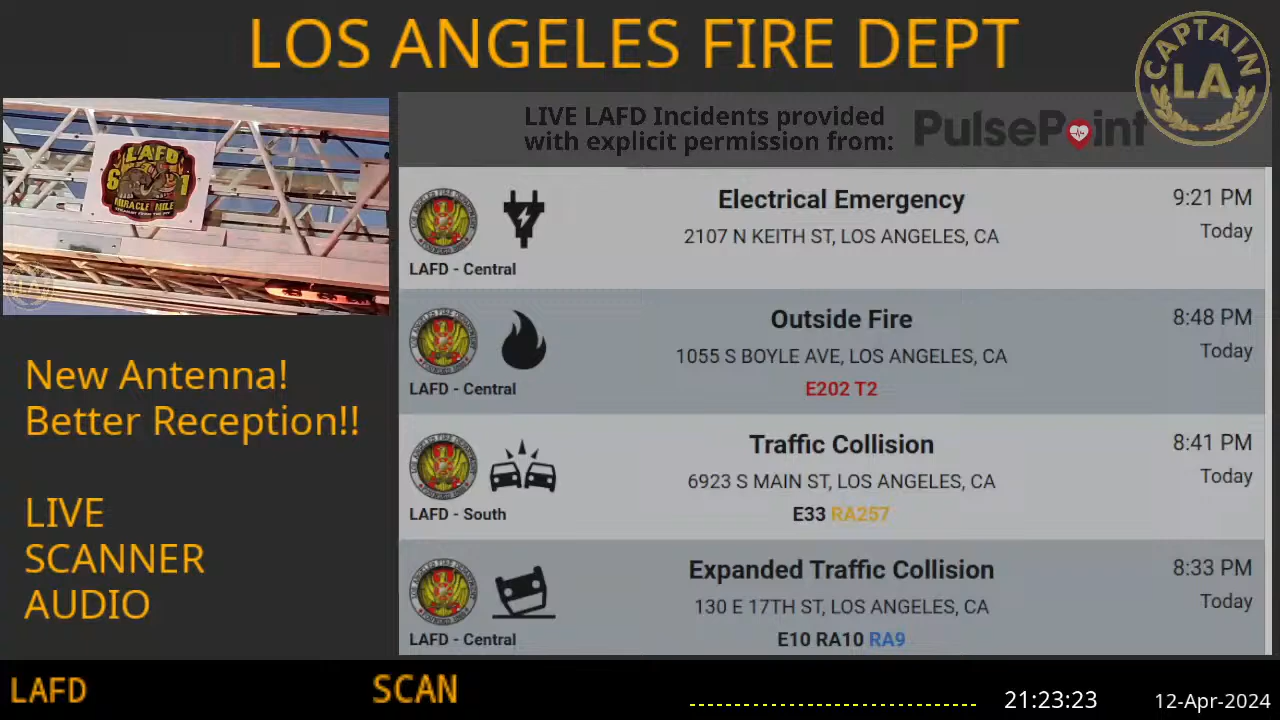 LOS ANGELES FIRE DEPT
CAPTAIN
LA
LAFD
61
MIRACLE MILE
LIVE LAFD Incidents provided
with explicit permission from:
PulsePoint
Electrical Emergency
9:21 PM
2107 N KEITH ST, LOS ANGELES, CA
Today
LAFD - Central
Outside Fire
8:48 PM
1055 S BOYLE AVE, LOS ANGELES, CA
Today
E202 T2
LAFD - Central
Traffic Collision
8:41 PM
6923 S MAIN ST, LOS ANGELES, CA
Today
E33 RA257
LAFD - South
Expanded Traffic Collision
8:33 PM
130 E 17TH ST, LOS ANGELES, CA
Today
E10 RA10 RA9
LAFD - Central
New Antenna!
Better Reception!!
LIVE
SCANNER
AUDIO
LAFD
SCAN
21:23:23
12-Apr-2024